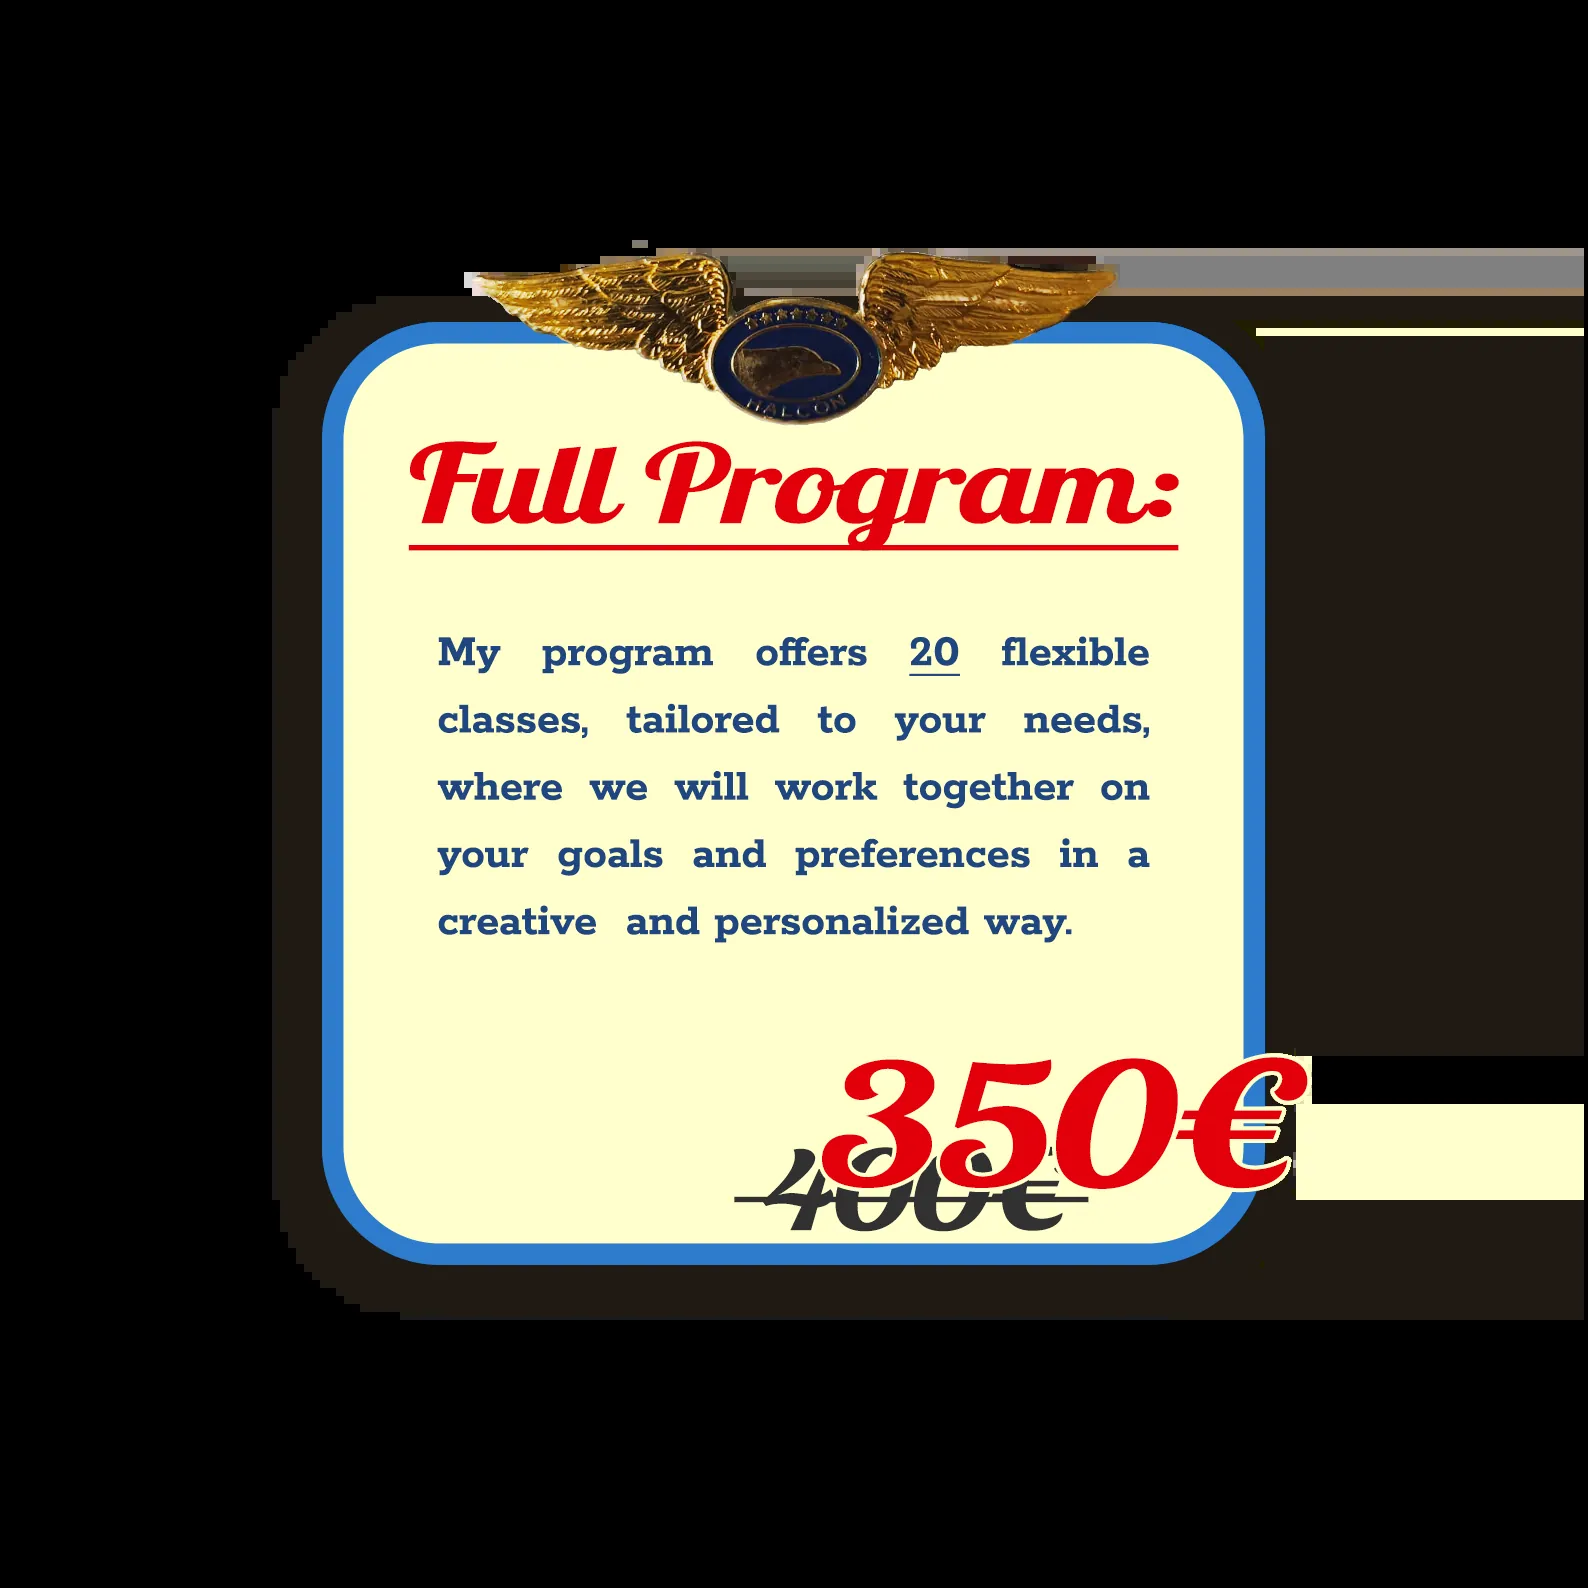 HALCON
Full Program:
My program offers 20 flexible
classes, tailored to your needs,
where we will work together on
your goals and preferences in a
creative and personalized way.
350€
400€